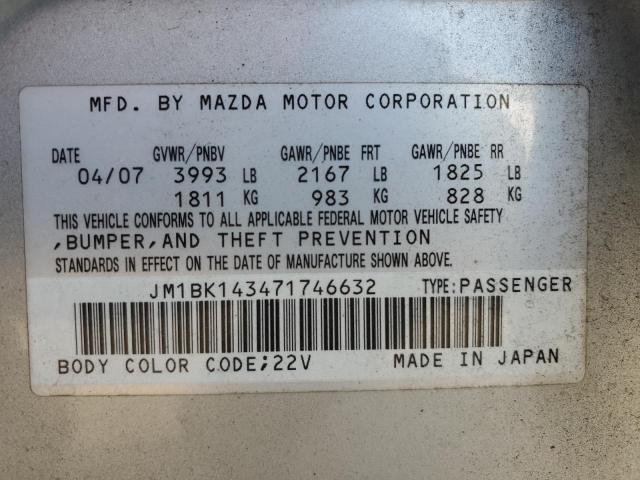 MFD. BY MAZDA MOTOR CORPORATION
DATE GVWR/PNBV GAWR/PNBE FRT GAWR/PNBE RR
04/07 3993 LB 2167 LB 1825 LB
1811 KG 983 KG 828 KG
THIS VEHICLE CONFORMS TO ALL APPLICABLE FEDERAL MOTOR VEHICLE SAFETY
,BUMPER,AND THEFT PREVENTION
STANDARDS IN EFFECT ON THE DATE OF MANUFACTURE SHOWN ABOVE.
JM1BK143471746632 TYPE:PASSENGER
BODY COLOR CODE;22V MADE IN JAPAN